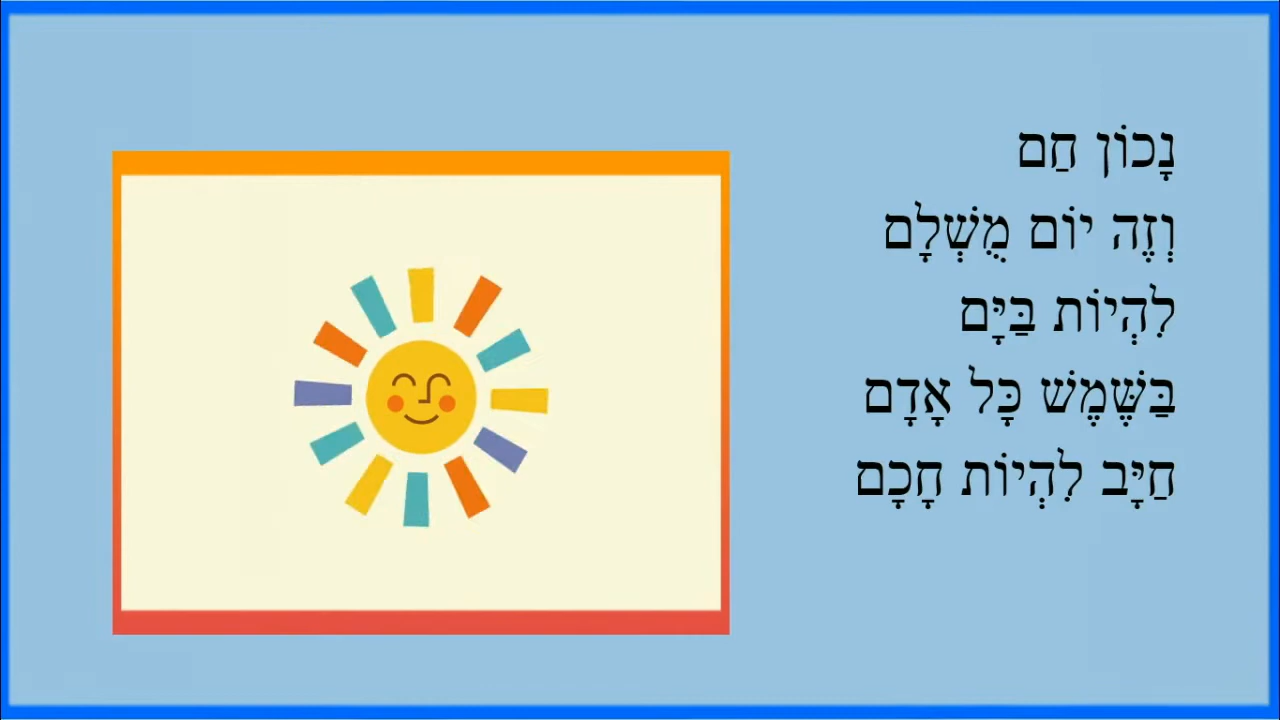 נָכוֹן חַם
וְזֶה יוֹם מֻשְׁלָם
לִהְיוֹת בַּיָּם
בַּשֶּׁמֶשׁ כָּל אָדָם
חַיָּב לִהְיוֹת חָכָם